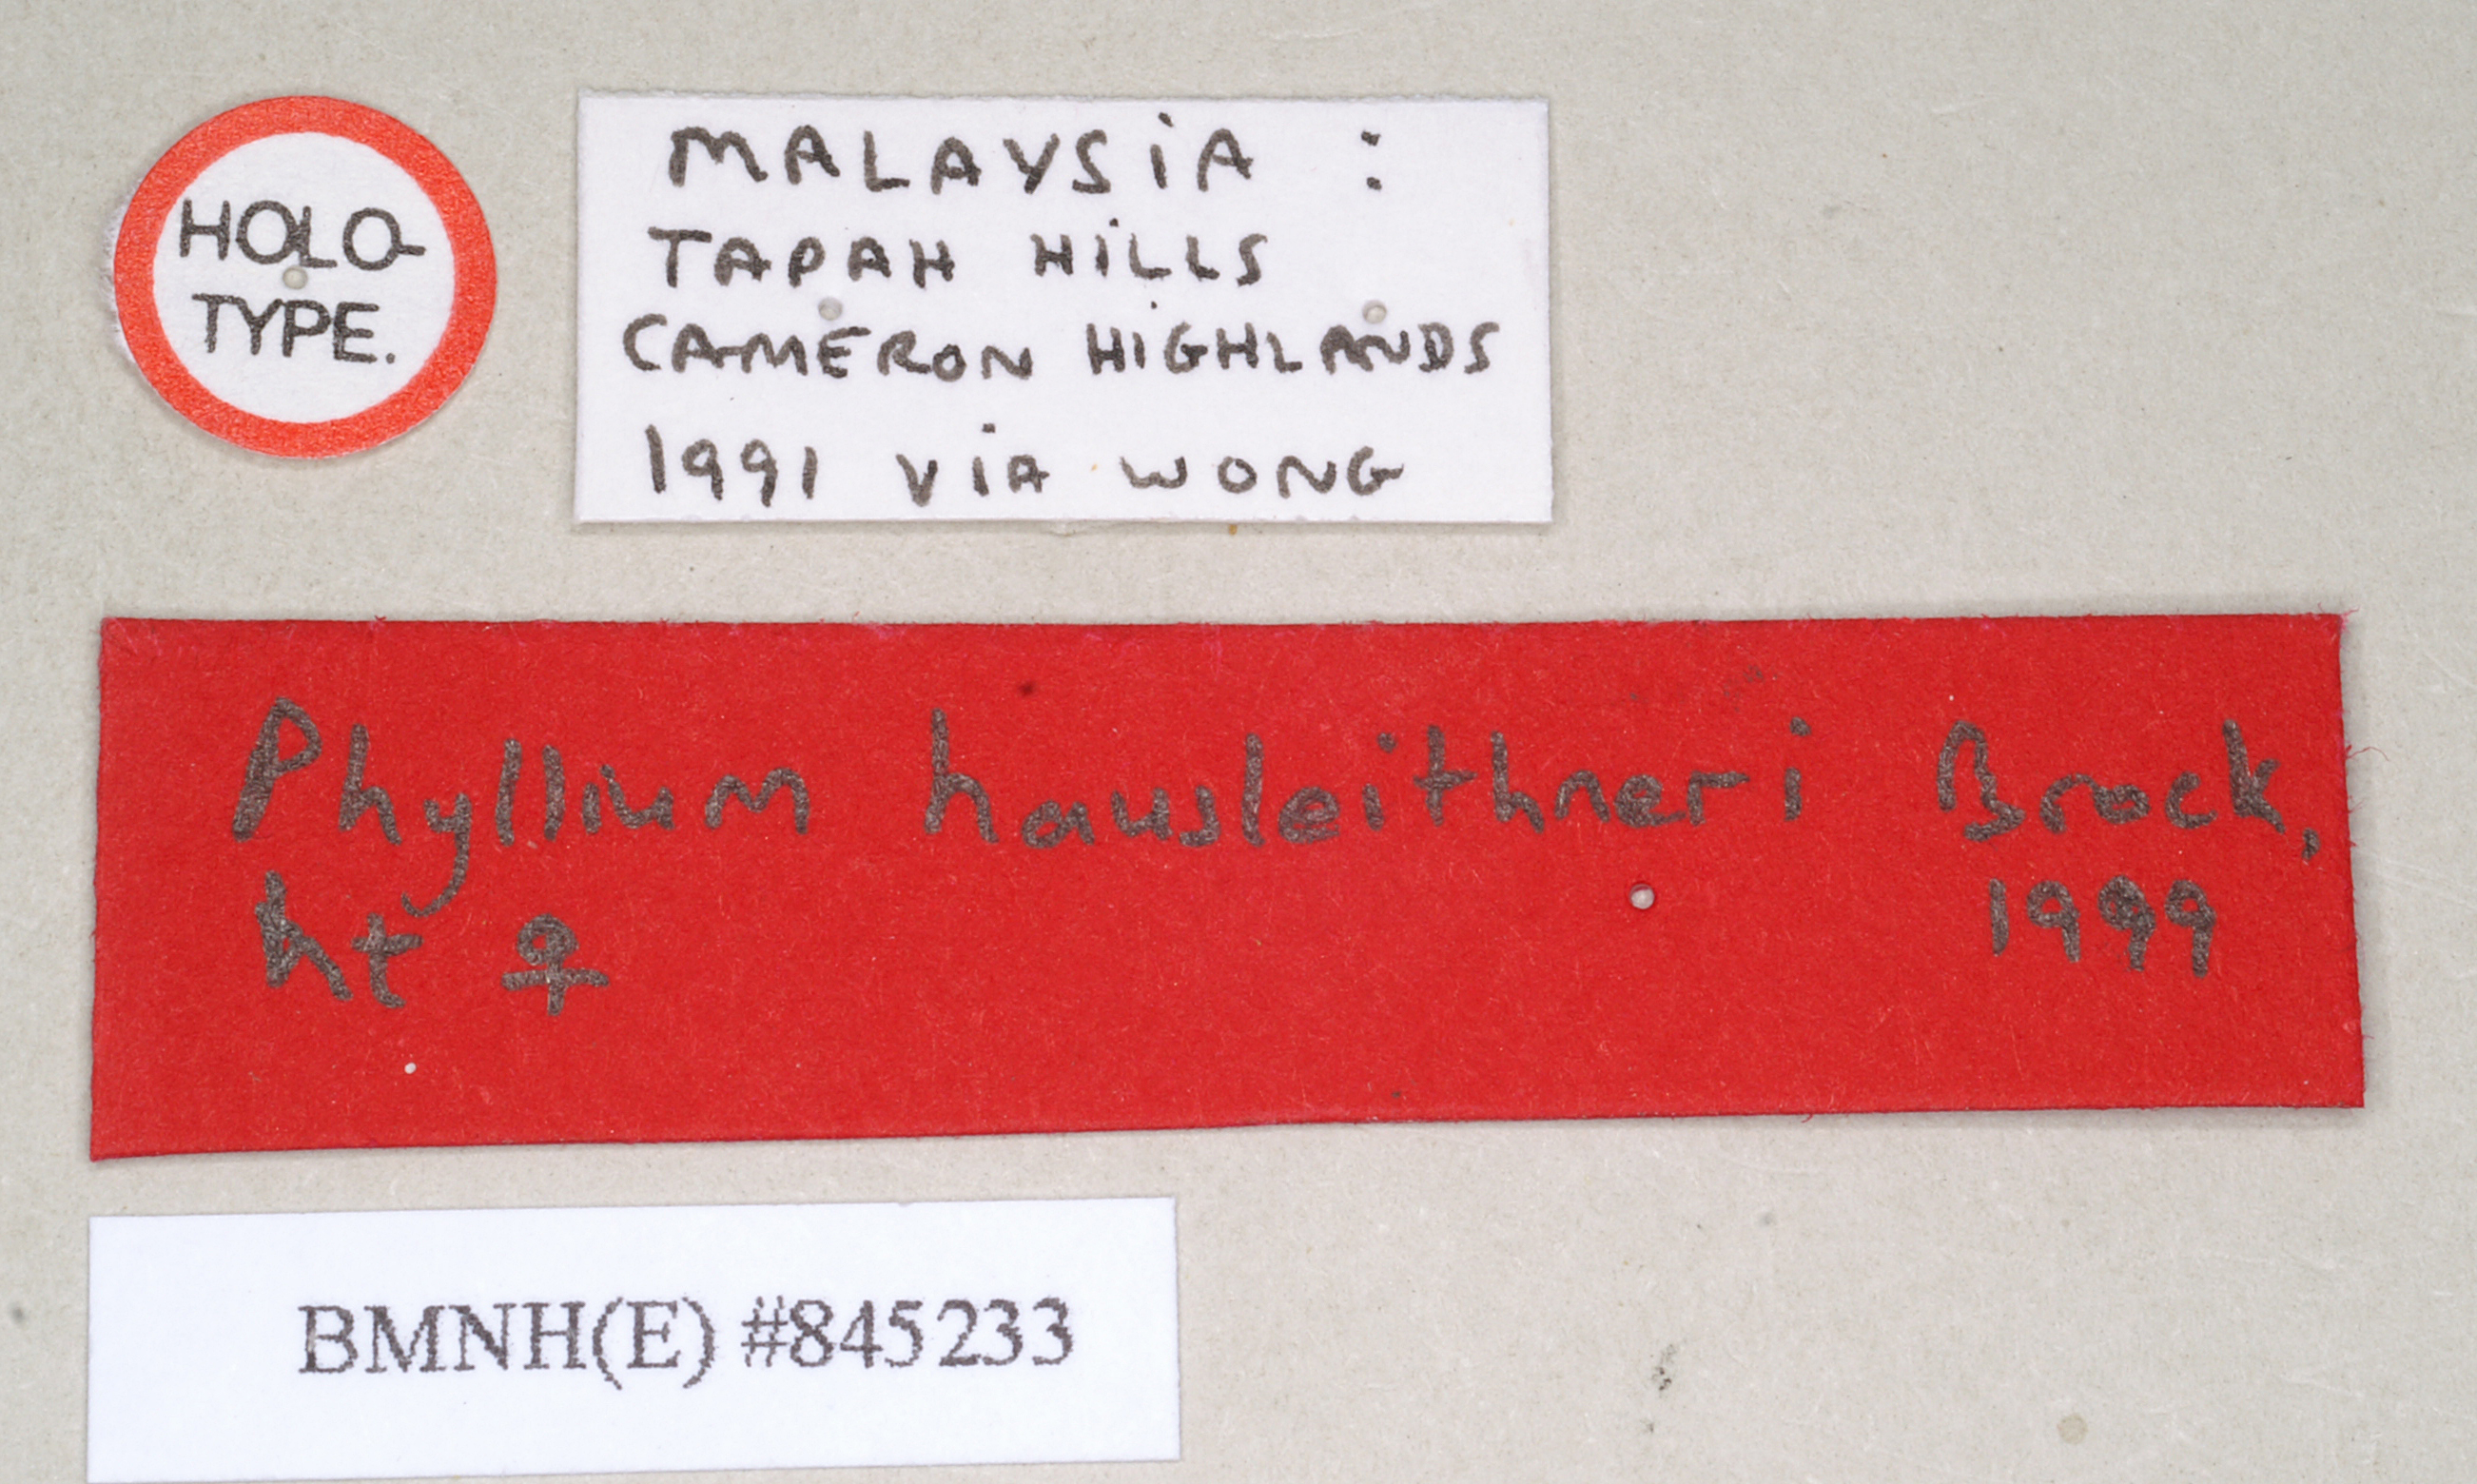 HOLO-
TYPE.
MALAYSiA :
TAPAH HiLLS
CAMERON HiGHLANDS
1991 ViA WONG
Phyllium hausleithneri Brock,
1999
ht ♀
BMNH(E) #845233